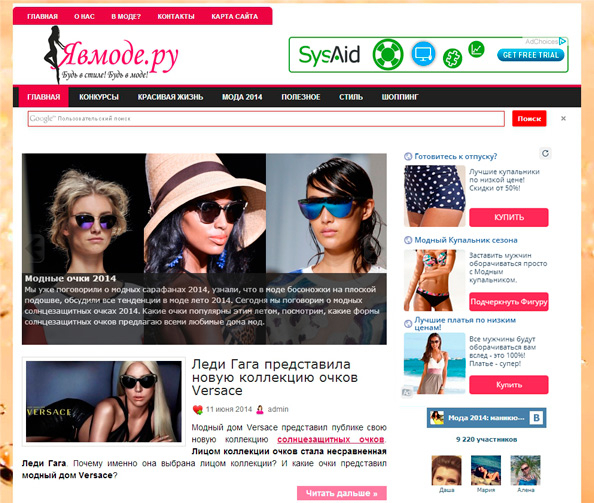 ГЛАВНАЯ О НАС В МОДЕ? КОНТАКТЫ КАРТА САЙТА
Явмоде.ру
Будь в стиле! Будь в моде!
AdChoices
SysAid
GET FREE TRIAL
ГЛАВНАЯ КОНКУРСЫ КРАСИВАЯ ЖИЗНЬ МОДА 2014 ПОЛЕЗНОЕ СТИЛЬ ШОППИНГ
Google™ Пользовательский поиск
Поиск
Модные очки 2014
Мы уже поговорили о модных сарафанах 2014, узнали, что в моде босоножки на плоской
подошве, обсудили все тенденции в моде лето 2014. Сегодня мы поговорим о модных
солнцезащитных очках 2014. Какие очки популярны этим летом, посмотрим, какие формы
солнцезащитных очков предлагаю всеми любимые дома мод.
VERSACE
Леди Гага представила
новую коллекцию очков
Versace
11 июня 2014 admin
Модный дом Versace представил публике свою
новую коллекцию солнцезащитных очков.
Лицом коллекции очков стала несравненная
Леди Гага. Почему именно она выбрана лицом коллекции? И какие очки представил
модный дом Versace?
Читать дальше »
Готовитесь к отпуску?
Лучшие купальники
по низкой цене!
Скидки от 50%!
КУПИТЬ
Модный Купальник сезона
Заставить мужчин
оборачиваться просто
с Модным
купальником.
Подчеркнуть Фигуру
Лучшие платья по низким
ценам!
Все мужчины будут
оборачиваться вам
вслед - это 100%!
Платье - супер!
Купить
Мода 2014: маникю...
В
9 220 участников
Даша Мария Алена